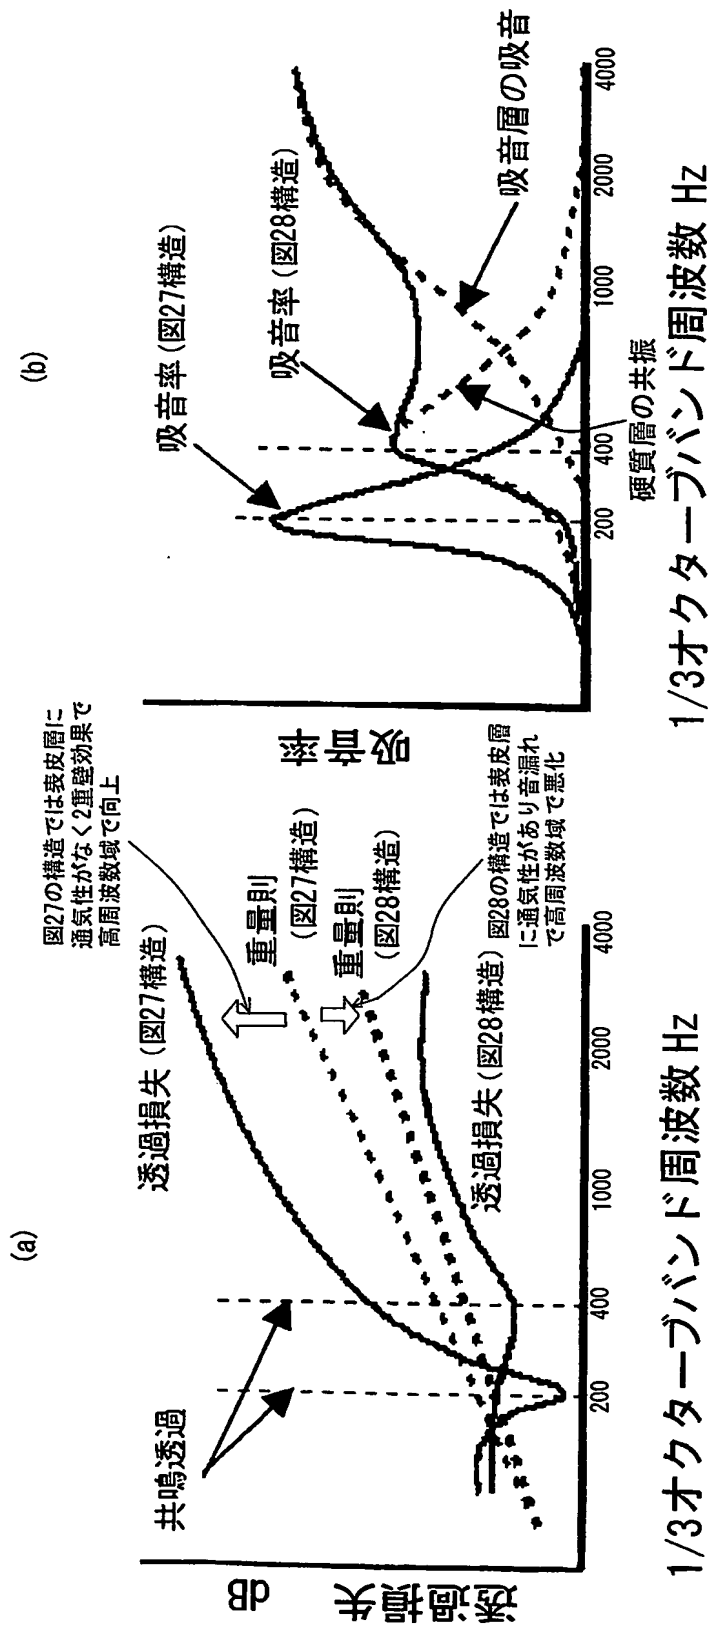 (a)
透過損失
dB
共鳴透過
透過損失(図27構造)
図27の構造では表皮層に
通気性がなく2重壁効果で
高周波数域で向上
重量則
(図27構造)
重量則
(図28構造)
透過損失(図28構造)
図28の構造では表皮層
に通気性があり音漏れ
で高周波数域で悪化
200
400
1000
2000
4000
1/3オクターブバンド周波数 Hz
(b)
吸音率
吸音率(図27構造)
吸音率(図28構造)
吸音層の吸音
硬質層の共振
200
400
1000
2000
4000
1/3オクターブバンド周波数 Hz